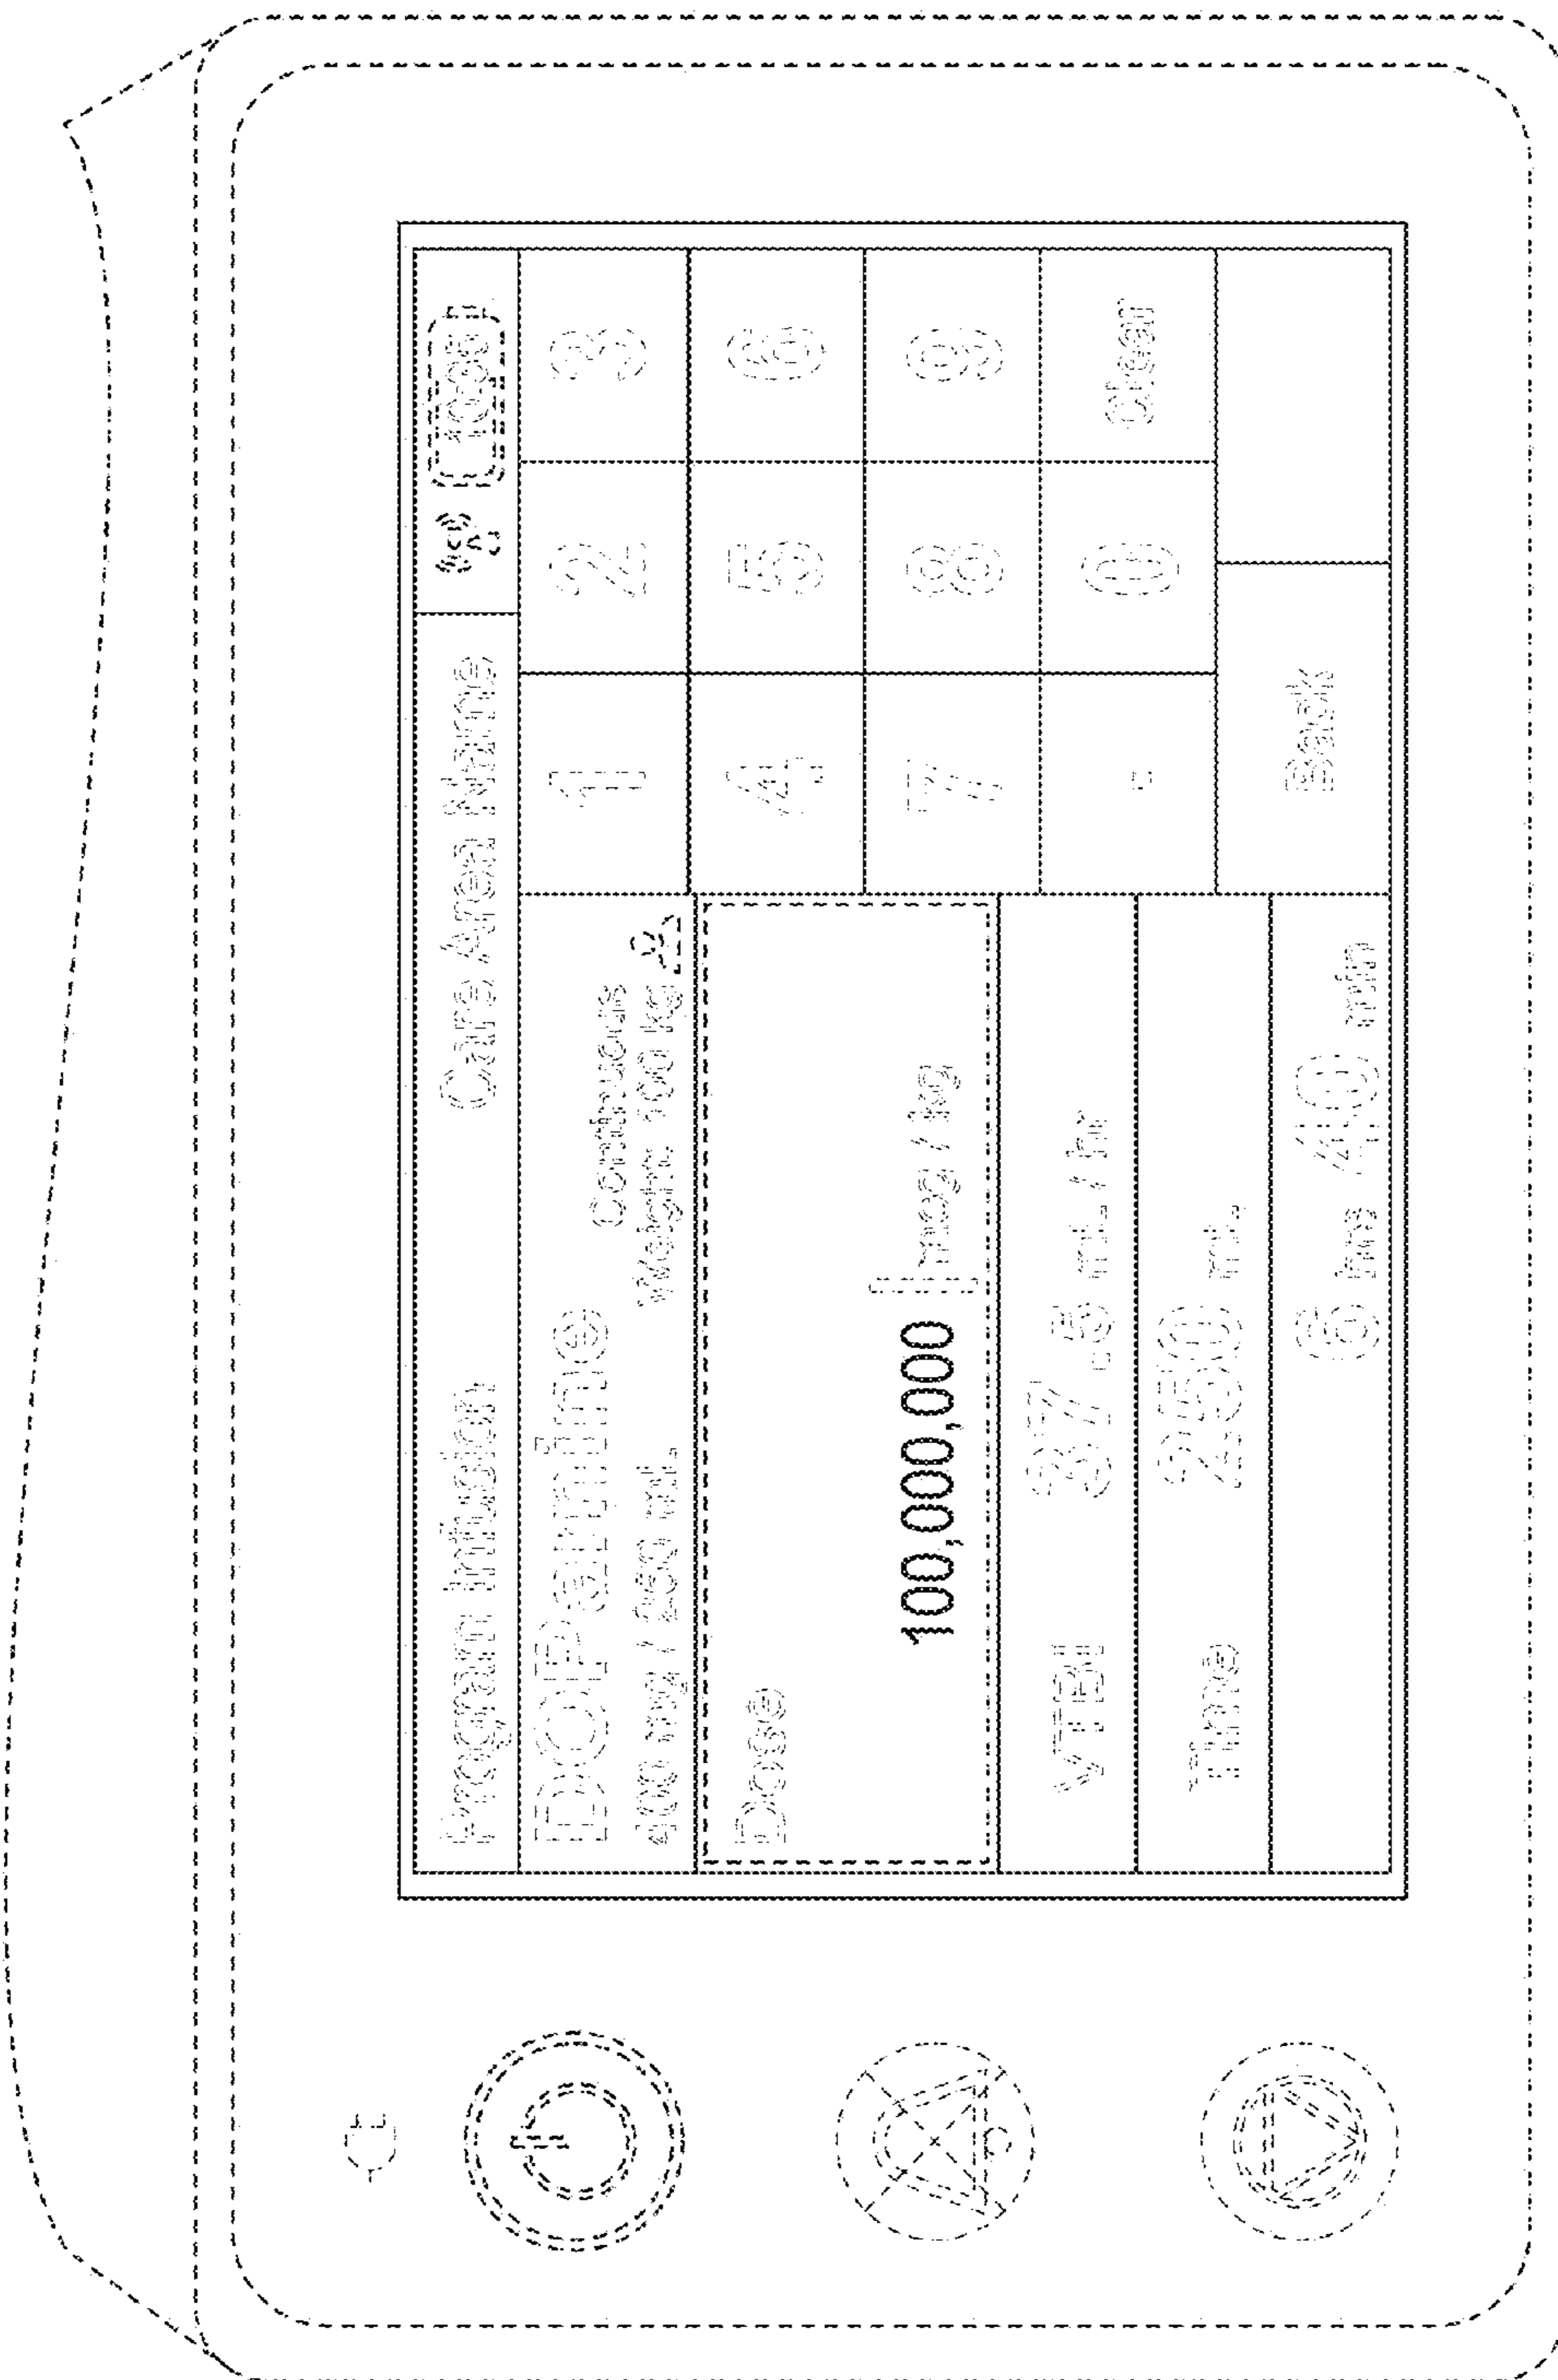 Program Infusion
Care Area Name
DOPamine
Continuous
400 mg / 250 mL
Weight: 100 kg
Dose
100,000,000 mcg / kg
VTBI 37.5 mL / hr
Time 250 mL
6 hrs 40 min
1 2 3
4 5 6
7 8 9
. 0 Clear
Back